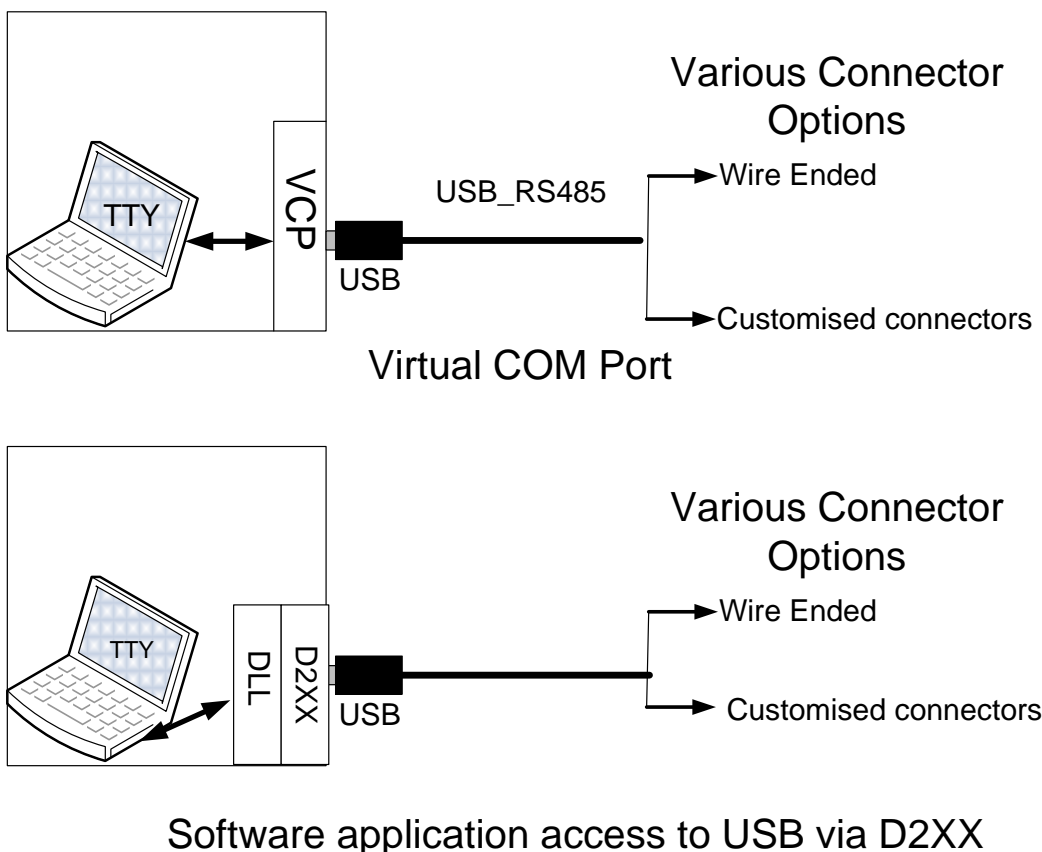 Various Connector
Options
TTY
VCP
USB_RS485
Wire Ended
USB
Customised connectors
Virtual COM Port
Various Connector
Options
TTY
DLL
D2XX
Wire Ended
USB
Customised connectors
Software application access to USB via D2XX